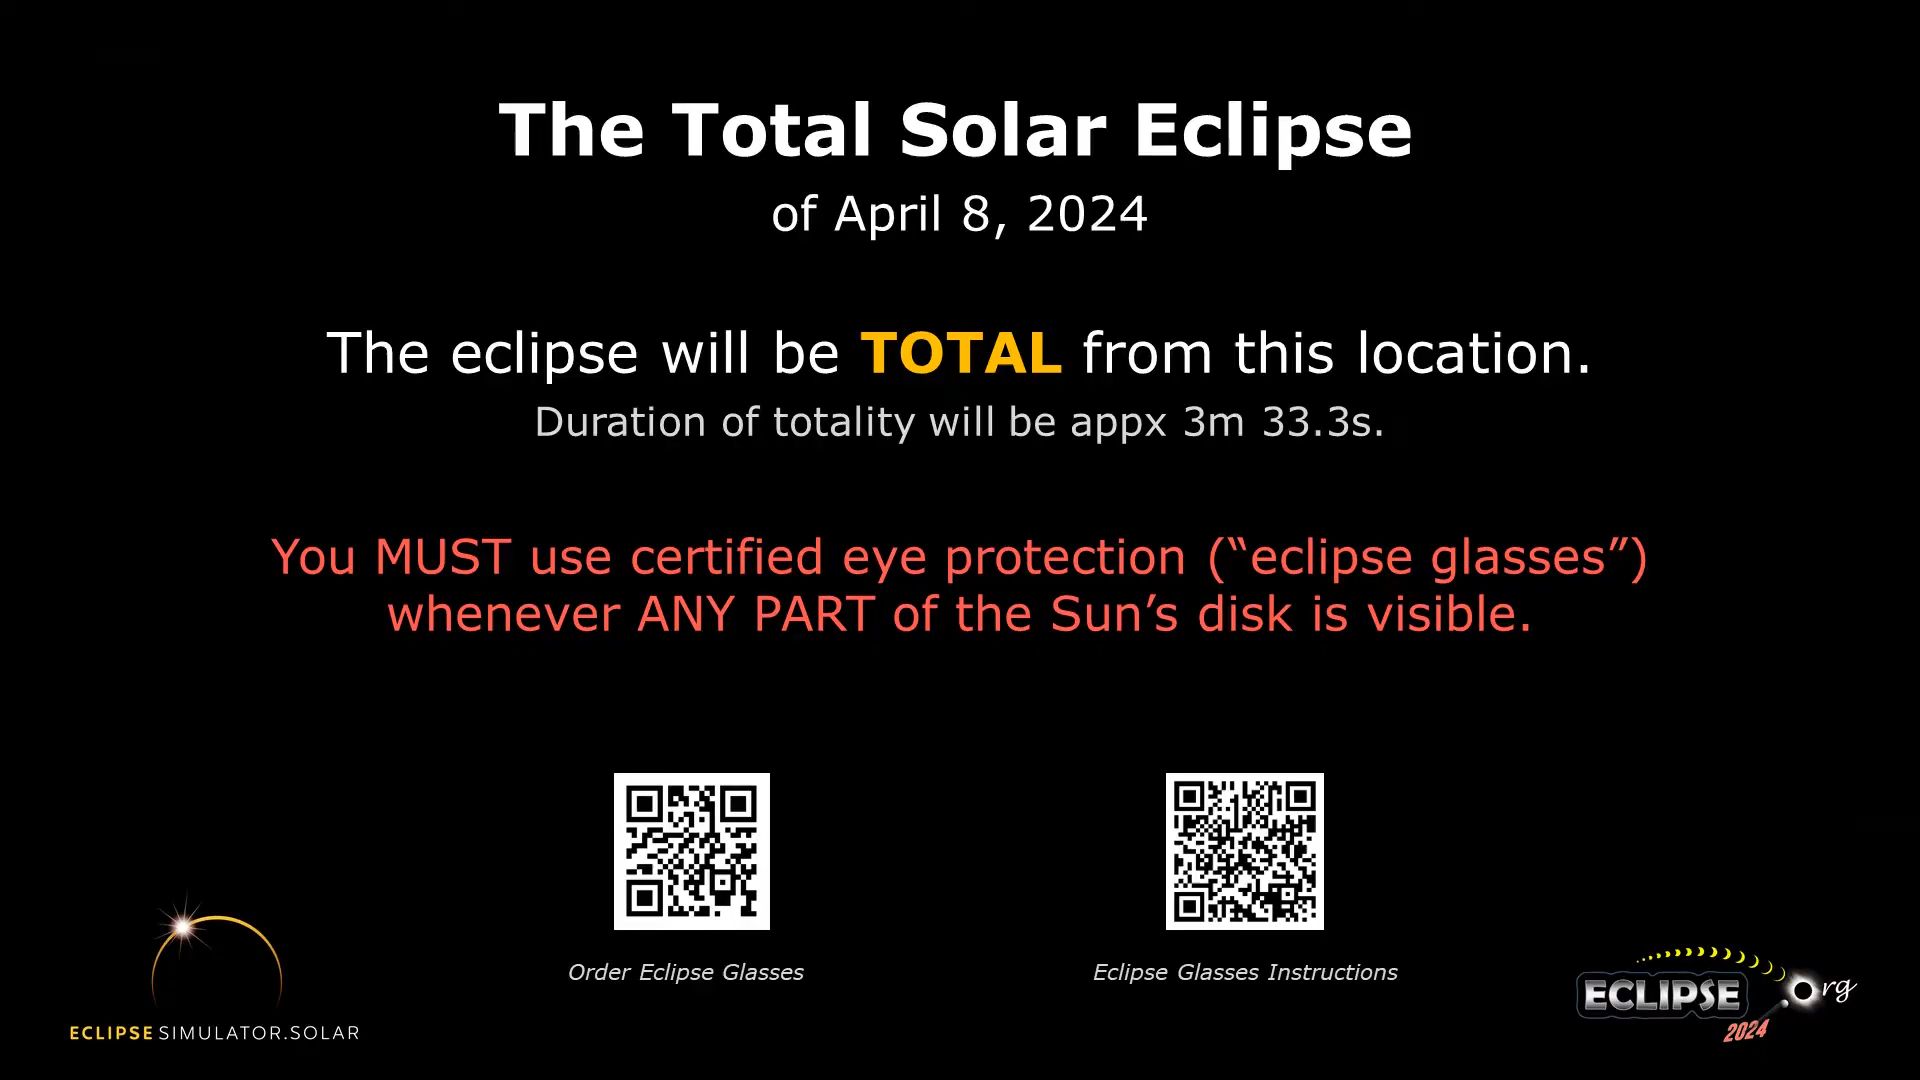 The Total Solar Eclipse
of April 8, 2024
The eclipse will be TOTAL from this location.
Duration of totality will be appx 3m 33.3s.
You MUST use certified eye protection (“eclipse glasses”)
whenever ANY PART of the Sun’s disk is visible.
Order Eclipse Glasses
Eclipse Glasses Instructions
ECLIPSESIMULATOR.SOLAR
ECLIPSE 2024 Org